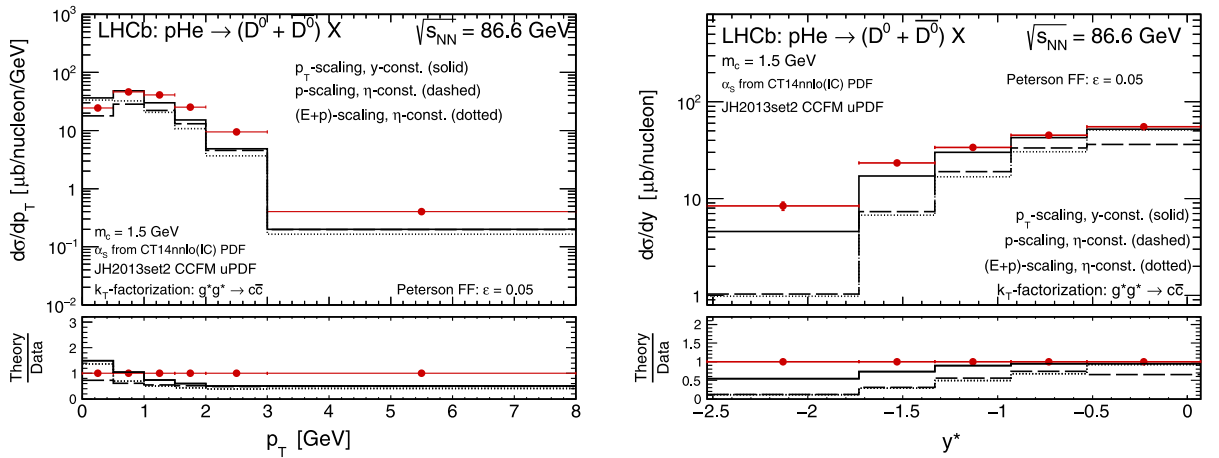 LHCb: pHe → (D⁰ + D̅⁰) X √s_NN = 86.6 GeV
p_T-scaling, y-const. (solid)
p-scaling, η-const. (dashed)
(E+p)-scaling, η-const. (dotted)
dσ/dp_T [μb/nucleon/GeV]
10³
10²
10
1
10⁻¹
10⁻²
m_c = 1.5 GeV
α_S from CT14nnlo(IC) PDF
JH2013set2 CCFM uPDF
k_T-factorization: g*g* → cc̅ Peterson FF: ε = 0.05
Theory
Data
3
2
1
0
0 1 2 3 4 5 6 7 8
p_T [GeV]
LHCb: pHe → (D⁰ + D̅⁰) X √s_NN = 86.6 GeV
m_c = 1.5 GeV
α_S from CT14nnlo(IC) PDF Peterson FF: ε = 0.05
JH2013set2 CCFM uPDF
dσ/dy [μb/nucleon]
10²
10
1
p_T-scaling, y-const. (solid)
p-scaling, η-const. (dashed)
(E+p)-scaling, η-const. (dotted)
k_T-factorization: g*g* → cc̅
Theory
Data
2
1.5
1
0.5
0
−2.5 −2 −1.5 −1 −0.5 0
y*